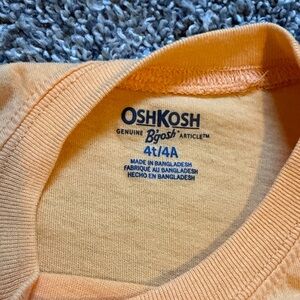 OSHKOSH
GENUINE B'gosh® ARTICLE™
4t/4A
MADE IN BANGLADESH
FABRIQUÉ AU BANGLADESH
HECHO EN BANGLADESH